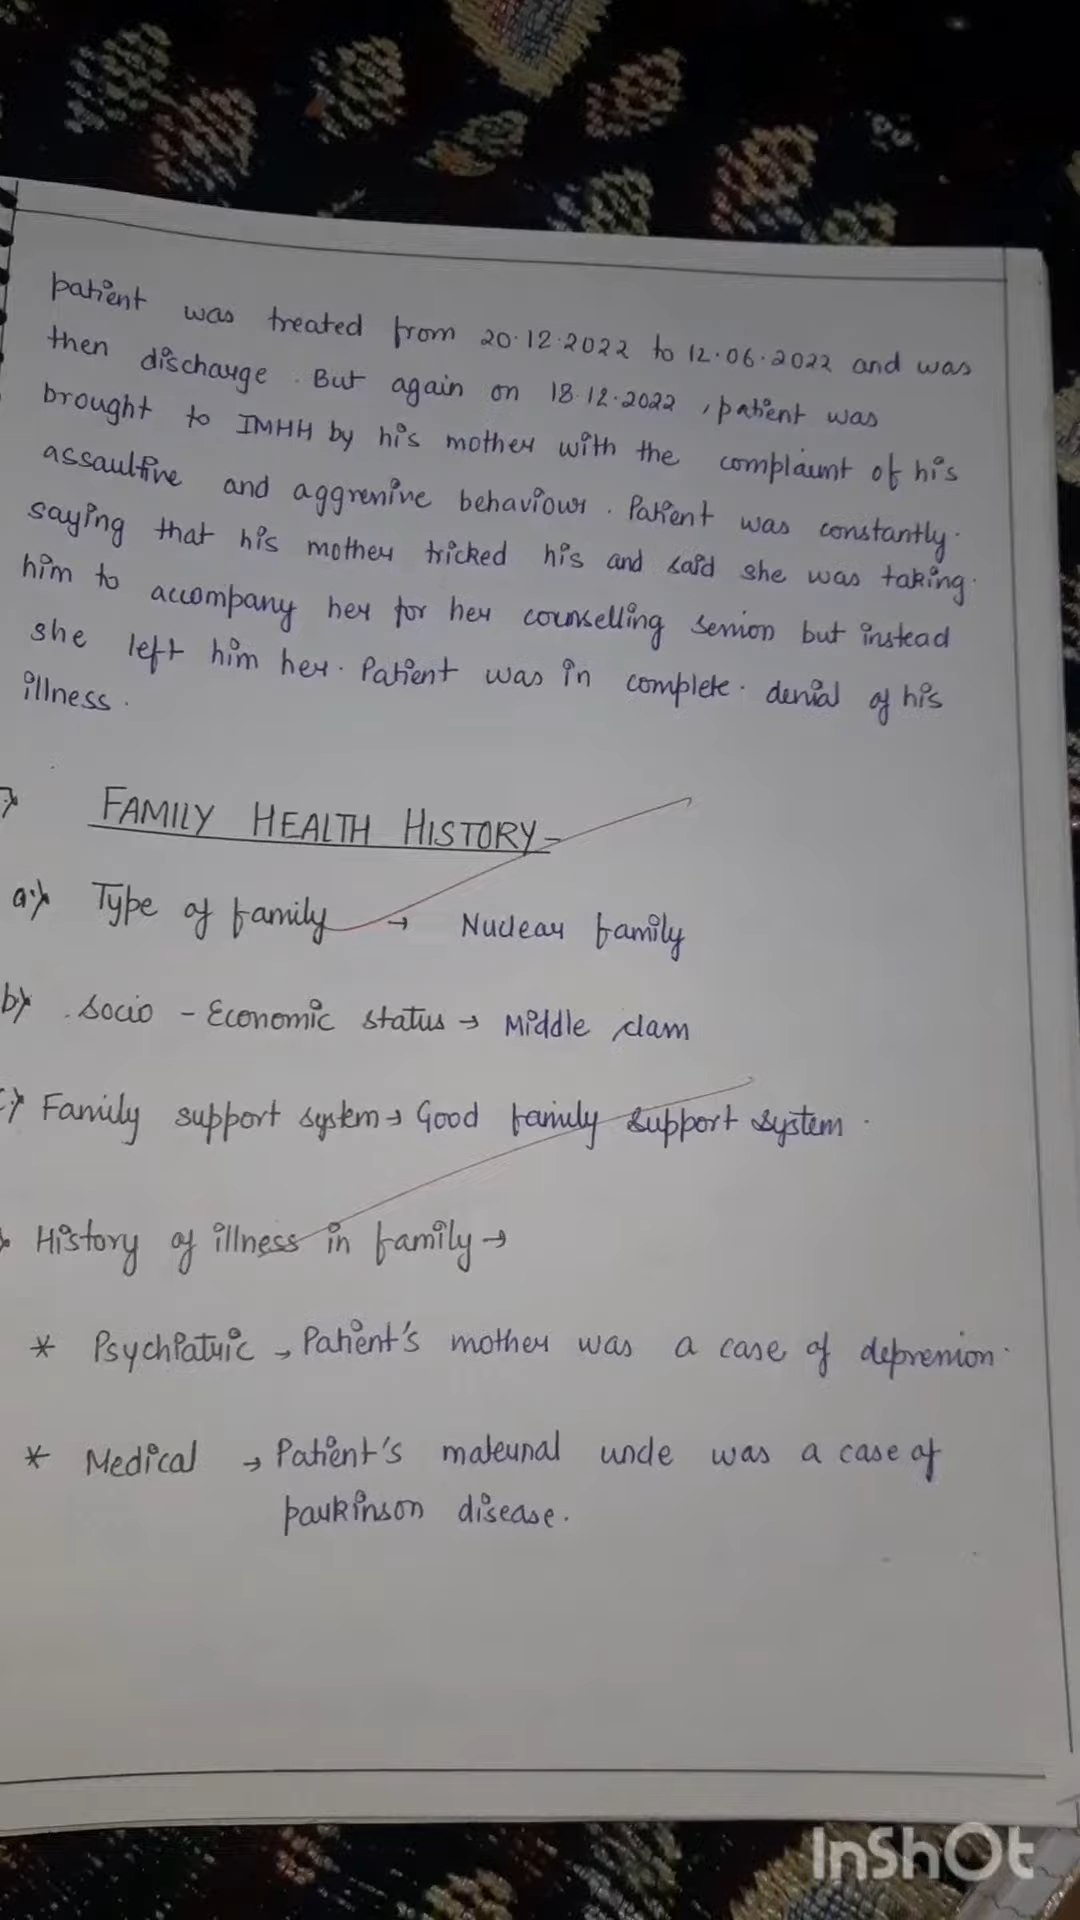 patient was treated from 20.12.2022 to 12.06.2022 and was
then discharge. But again on 18.12.2022, patient was
brought to IMHH by his mother with the complaint of his
assaultive and aggressive behaviour. Patient was constantly.
saying that his mother tricked his and said she was taking.
him to accompany her for her counselling session but instead
she left him her. Patient was in complete. denial of his
illness.
FAMILY HEALTH HISTORY-
a) Type of family → Nuclear family
b) Socio - Economic status → Middle class
c) Family support system → Good family support system.
History of illness in family →
* Psychiatric → Patient's mother was a case of depression.
* Medical → Patient's maternal uncle was a case of
parkinson disease.
InShOt